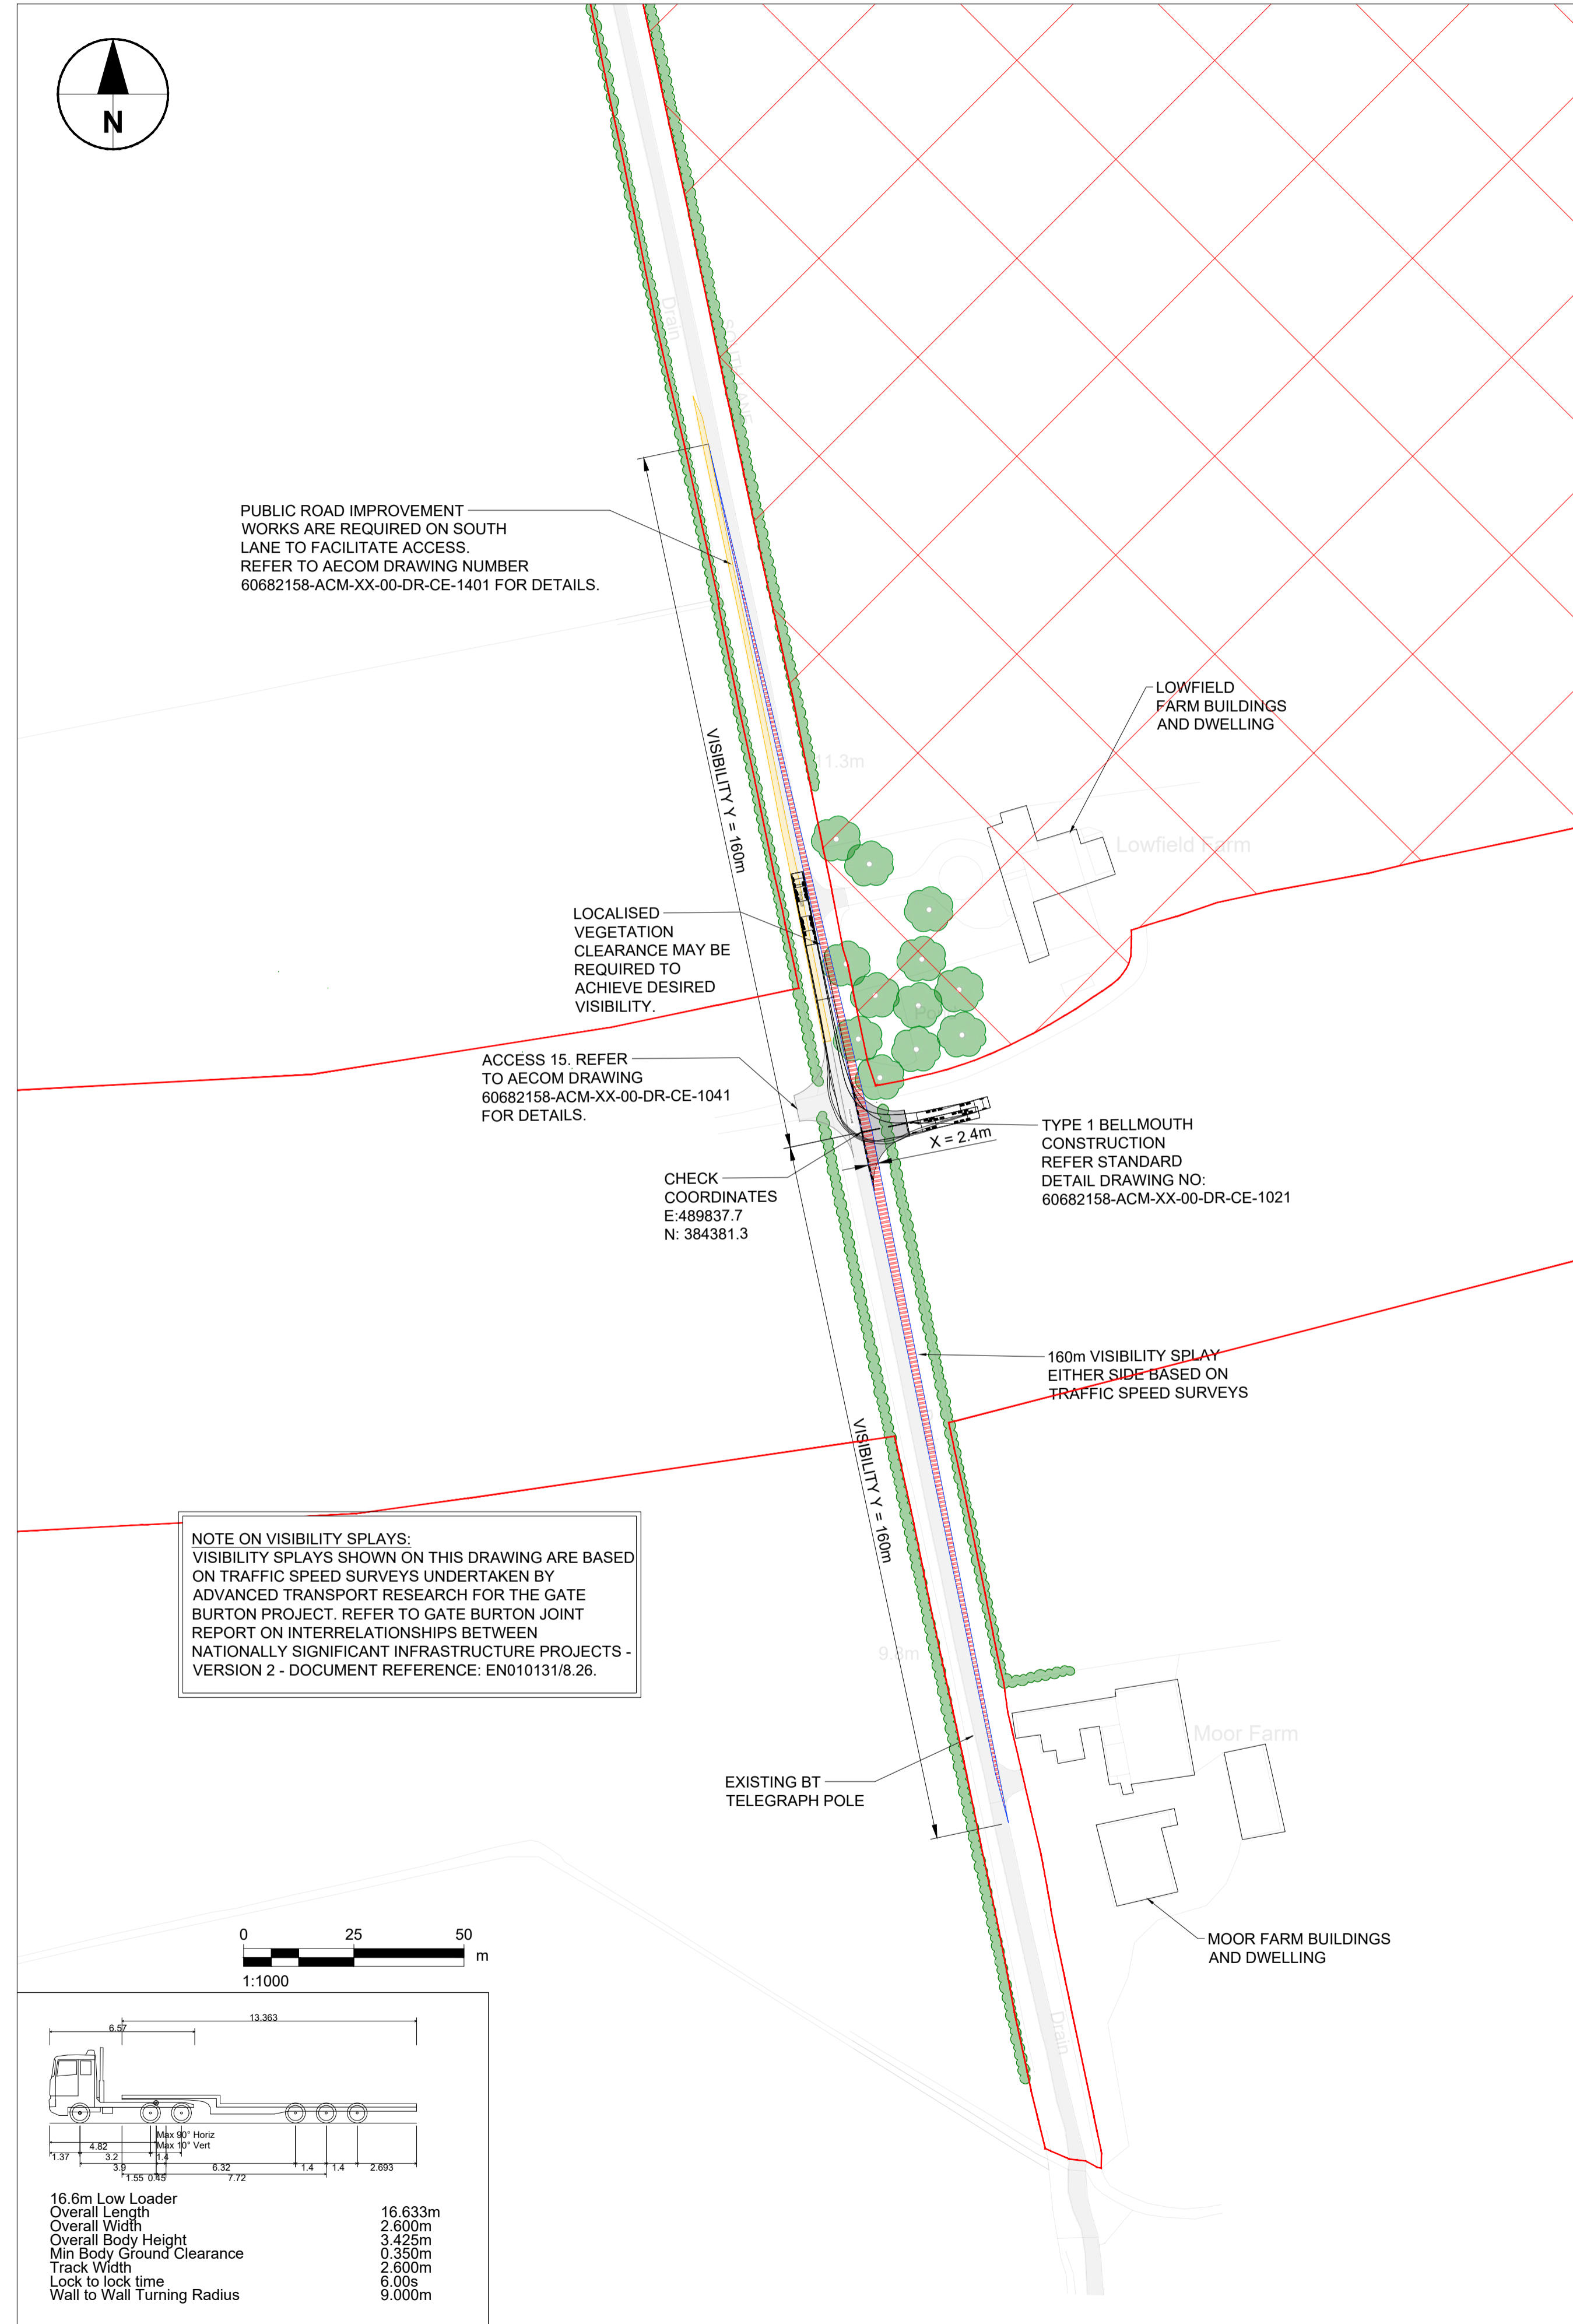 N
Drain
SOUTH LANE
PUBLIC ROAD IMPROVEMENT
WORKS ARE REQUIRED ON SOUTH
LANE TO FACILITATE ACCESS.
REFER TO AECOM DRAWING NUMBER
60682158-ACM-XX-00-DR-CE-1401 FOR DETAILS.
LOWFIELD
FARM BUILDINGS
AND DWELLING
VISIBILITY Y = 160m
11.3m
Lowfield Farm
LOCALISED
VEGETATION
CLEARANCE MAY BE
REQUIRED TO
ACHIEVE DESIRED
VISIBILITY.
ACCESS 15. REFER
TO AECOM DRAWING
60682158-ACM-XX-00-DR-CE-1041
FOR DETAILS.
X = 2.4m
TYPE 1 BELLMOUTH
CONSTRUCTION
REFER STANDARD
DETAIL DRAWING NO:
60682158-ACM-XX-00-DR-CE-1021
CHECK
COORDINATES
E:489837.7
N: 384381.3
160m VISIBILITY SPLAY
EITHER SIDE BASED ON
TRAFFIC SPEED SURVEYS
VISIBILITY Y = 160m
NOTE ON VISIBILITY SPLAYS:
VISIBILITY SPLAYS SHOWN ON THIS DRAWING ARE BASED
ON TRAFFIC SPEED SURVEYS UNDERTAKEN BY
ADVANCED TRANSPORT RESEARCH FOR THE GATE
BURTON PROJECT. REFER TO GATE BURTON JOINT
REPORT ON INTERRELATIONSHIPS BETWEEN
NATIONALLY SIGNIFICANT INFRASTRUCTURE PROJECTS -
VERSION 2 - DOCUMENT REFERENCE: EN010131/8.26.
9.8m
Moor Farm
EXISTING BT
TELEGRAPH POLE
MOOR FARM BUILDINGS
AND DWELLING
0 25 50
m
1:1000
Drain
13.363
6.57
Max 90° Horiz
Max 10° Vert
4.82
1.37 3.2 1.4
3.9 6.32 1.4 1.4 2.693
1.55 0.45 7.72
16.6m Low Loader
Overall Length 16.633m
Overall Width 2.600m
Overall Body Height 3.425m
Min Body Ground Clearance 0.350m
Track Width 2.600m
Lock to lock time 6.00s
Wall to Wall Turning Radius 9.000m